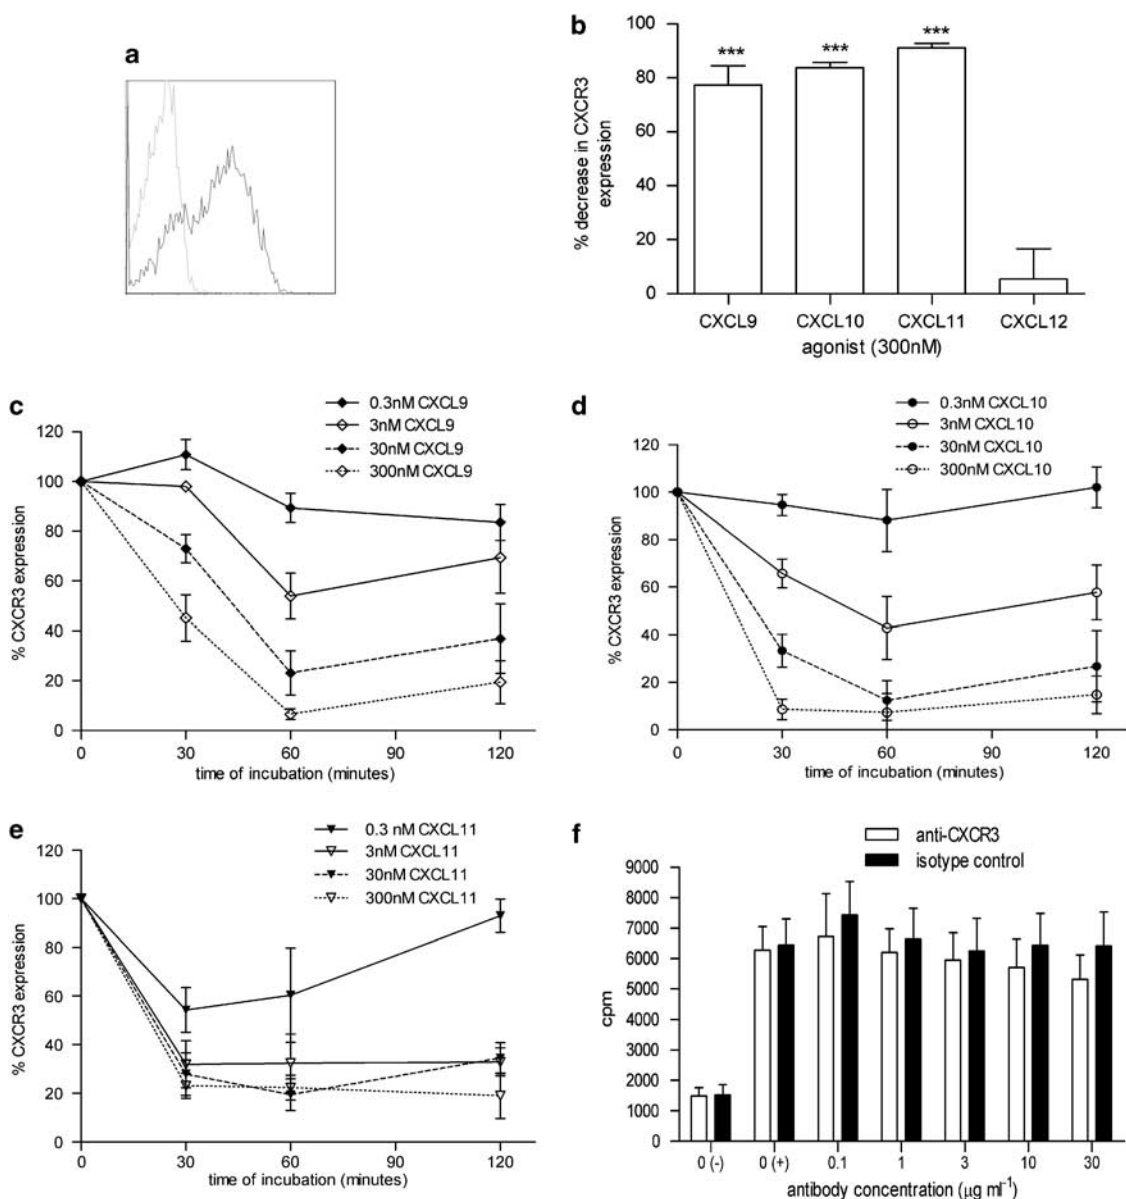 a
b
% decrease in CXCR3
expression
100
80
60
40
20
0
***
***
***
CXCL9
CXCL10
CXCL11
CXCL12
agonist (300nM)
c
0.3nM CXCL9
3nM CXCL9
30nM CXCL9
300nM CXCL9
% CXCR3 expression
120
100
80
60
40
20
0
0
30
60
90
120
time of incubation (minutes)
d
0.3nM CXCL10
3nM CXCL10
30nM CXCL10
300nM CXCL10
% CXCR3 expression
120
100
80
60
40
20
0
0
30
60
90
120
time of incubation (minutes)
e
0.3 nM CXCL11
3nM CXCL11
30nM CXCL11
300nM CXCL11
% CXCR3 expression
120
100
80
60
40
20
0
0
30
60
90
120
time of incubation (minutes)
f
anti-CXCR3
isotype control
cpm
9000
8000
7000
6000
5000
4000
3000
2000
1000
0
0 (-)
0 (+)
0.1
1
3
10
30
antibody concentration (µg ml⁻¹)